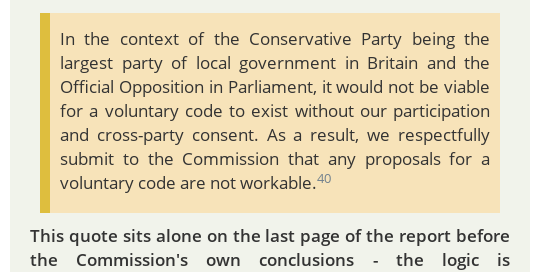 In the context of the Conservative Party being the
largest party of local government in Britain and the
Official Opposition in Parliament, it would not be viable
for a voluntary code to exist without our participation
and cross-party consent. As a result, we respectfully
submit to the Commission that any proposals for a
voluntary code are not workable.40
This quote sits alone on the last page of the report before
the Commission's own conclusions - the logic is